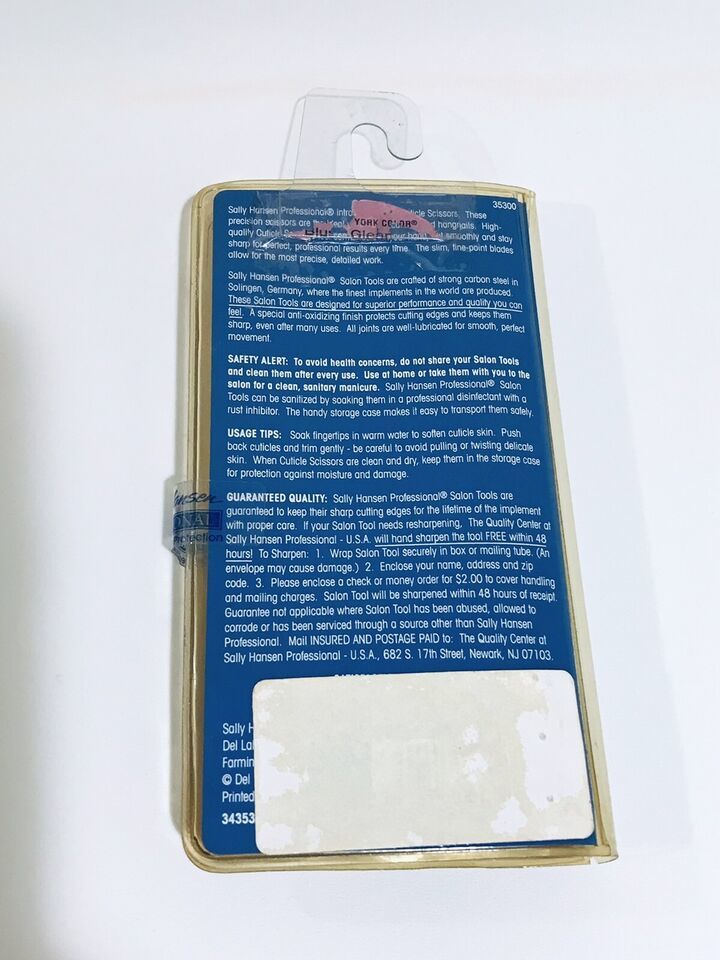 35300
Sally Hansen Professional® Cuticle Scissors. These
precision scissors are the hangnails. High-
quality smoothly and stay
sharp for perfect, professional results every time. The slim, fine-point blades
allow for the most precise, detailed work.
YORK COLOR®
Sally Hansen Professional® Salon Tools are crafted of strong carbon steel in
Solingen, Germany, where the finest implements in the world are produced.
These Salon Tools are designed for superior performance and quality you can
feel. A special anti-oxidizing finish protects cutting edges and keeps them
sharp, even after many uses. All joints are well-lubricated for smooth, perfect
movement.
SAFETY ALERT: To avoid health concerns, do not share your Salon Tools
and clean them after every use. Use at home or take them with you to the
salon for a clean, sanitary manicure. Sally Hansen Professional® Salon
Tools can be sanitized by soaking them in a professional disinfectant with a
rust inhibitor. The handy storage case makes it easy to transport them safely.
USAGE TIPS: Soak fingertips in warm water to soften cuticle skin. Push
back cuticles and trim gently - be careful to avoid pulling or twisting delicate
skin. When Cuticle Scissors are clean and dry, keep them in the storage case
for protection against moisture and damage.
GUARANTEED QUALITY: Sally Hansen Professional® Salon Tools are
guaranteed to keep their sharp cutting edges for the lifetime of the implement
with proper care. If your Salon Tool needs resharpening, The Quality Center at
Sally Hansen Professional - U.S.A. will hand sharpen the tool FREE within 48
hours! To Sharpen: 1. Wrap Salon Tool securely in box or mailing tube. (An
envelope may cause damage.) 2. Enclose your name, address and zip
code. 3. Please enclose a check or money order for $2.00 to cover handling
and mailing charges. Salon Tool will be sharpened within 48 hours of receipt.
Guarantee not applicable where Salon Tool has been abused, allowed to
corrode or has been serviced through a source other than Sally Hansen
Professional. Mail INSURED AND POSTAGE PAID to: The Quality Center at
Sally Hansen Professional - U.S.A., 682 S. 17th Street, Newark, NJ 07103.
Sally H
Del La
Farmin
© Del
Printed
34353
ansen
ONAL
rotection